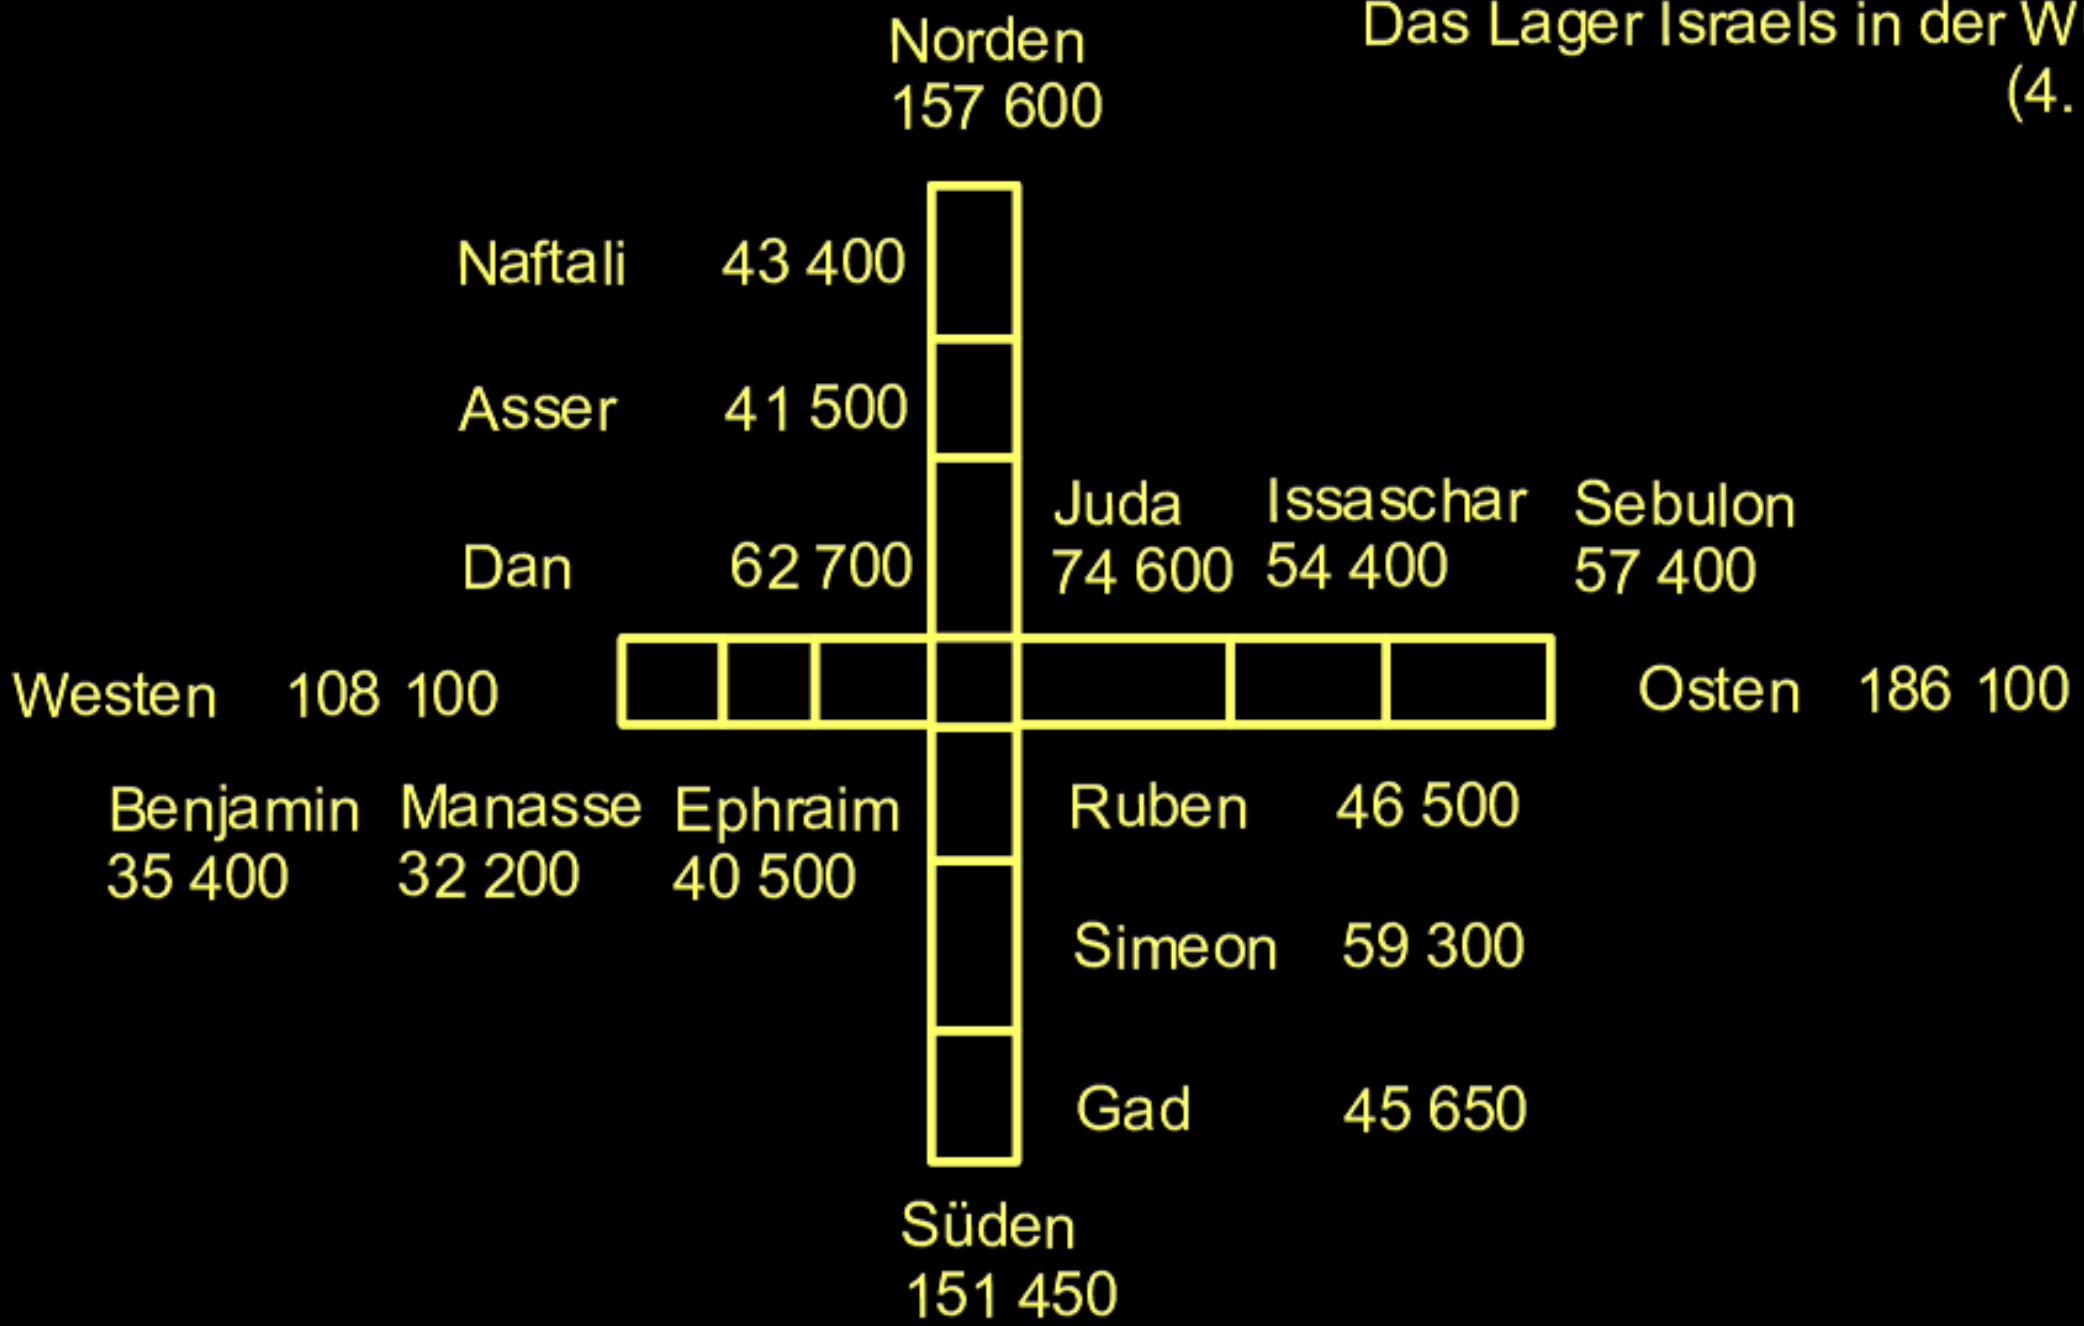 Das Lager Israels in der W
(4.
Norden
157 600
Naftali 43 400
Asser 41 500
Dan 62 700
Juda Issaschar Sebulon
74 600 54 400 57 400
Westen 108 100
Osten 186 100
Benjamin Manasse Ephraim
35 400 32 200 40 500
Ruben 46 500
Simeon 59 300
Gad 45 650
Süden
151 450